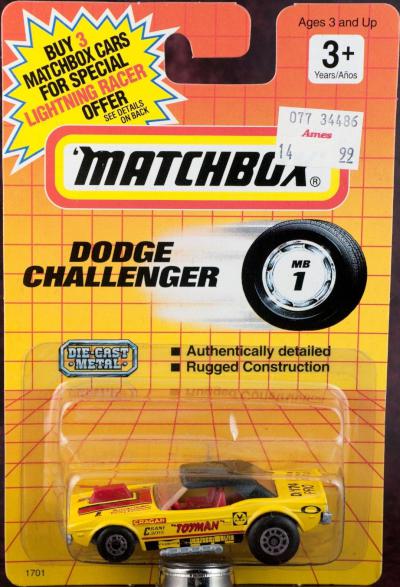 BUY 3
MATCHBOX CARS
FOR SPECIAL
LIGHTNING RACER
OFFER
SEE DETAILS
ON BACK
Ages 3 and Up
3+
Years/Años
077 34486
Ames
14 99
"MATCHBOX®
DODGE
CHALLENGER
MB
1
DIE-CAST
METAL
■ Authentically detailed
■ Rugged Construction
CRAGAR
"TOYMAN"
1701